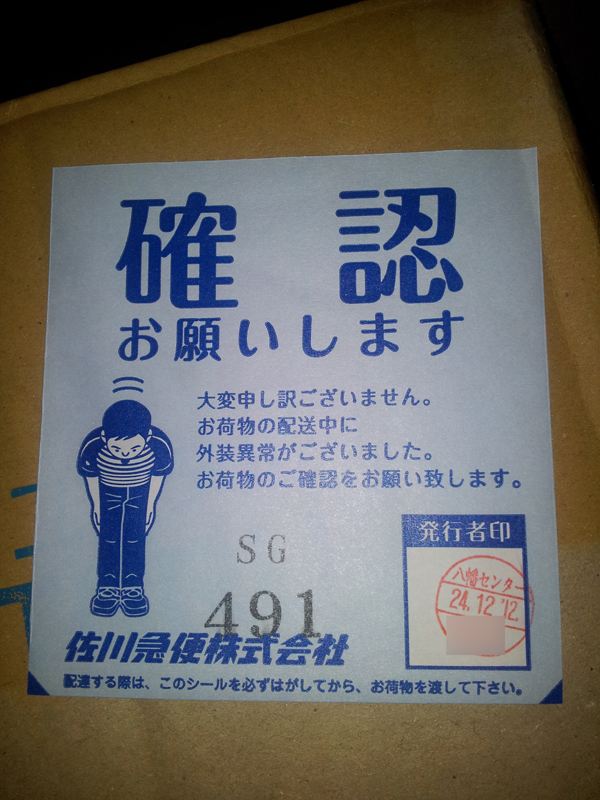 確認
お願いします
大変申し訳ございません。
お荷物の配送中に
外装異常がございました。
お荷物のご確認をお願い致します。
発行者印
八幡センター
24.12.12
SG
491
佐川急便株式会社
配達する際は、このシールを必ずはがしてから、お荷物を渡して下さい。